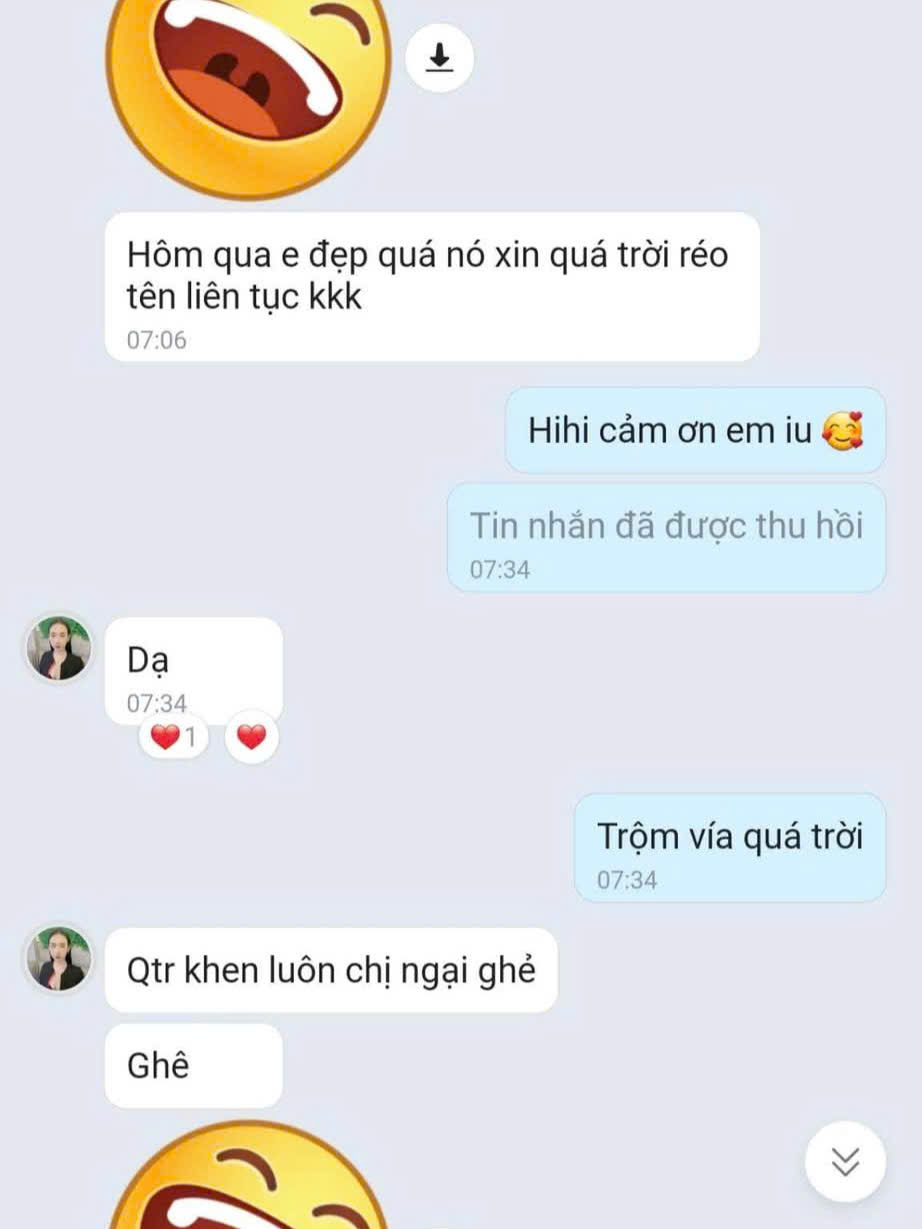 Hôm qua e đẹp quá nó xin quá trời réo
tên liên tục kkk
07:06
Hihi cảm ơn em iu 🥰
Tin nhắn đã được thu hồi
07:34
Dạ
07:34
❤️ 1 ❤️
Trộm vía quá trời
07:34
Qtr khen luôn chị ngại ghẻ
Ghê